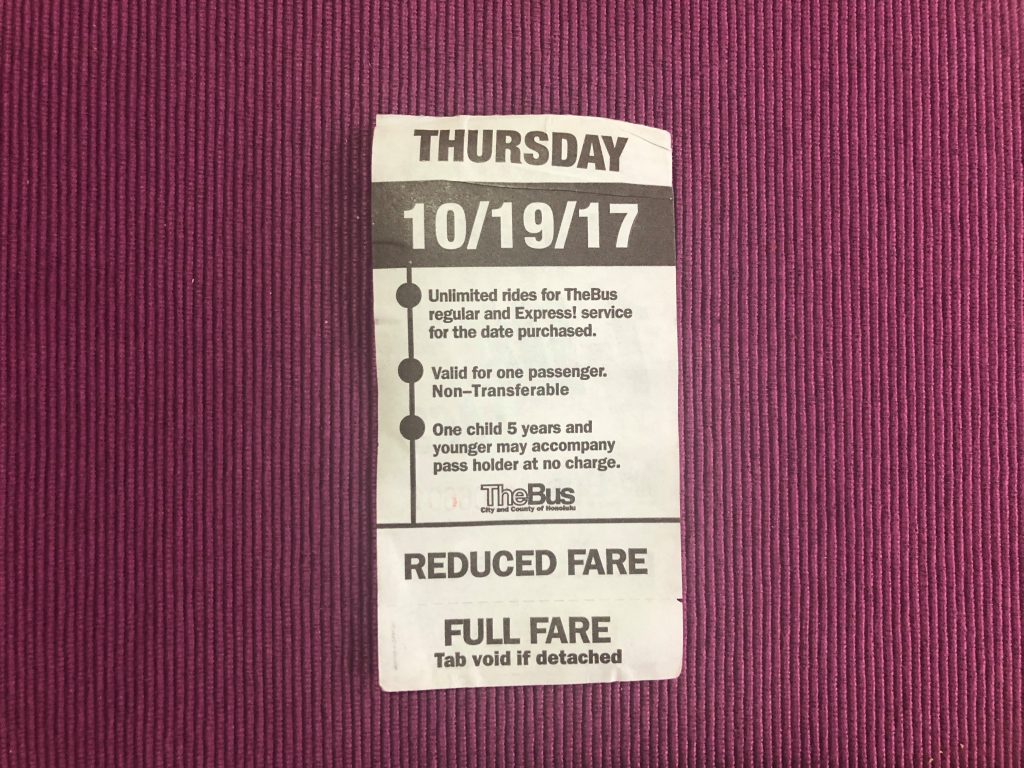 THURSDAY
10/19/17
Unlimited rides for TheBus
regular and Express! service
for the date purchased.
Valid for one passenger.
Non–Transferable
One child 5 years and
younger may accompany
pass holder at no charge.
TheBus
City and County of Honolulu
REDUCED FARE
FULL FARE
Tab void if detached